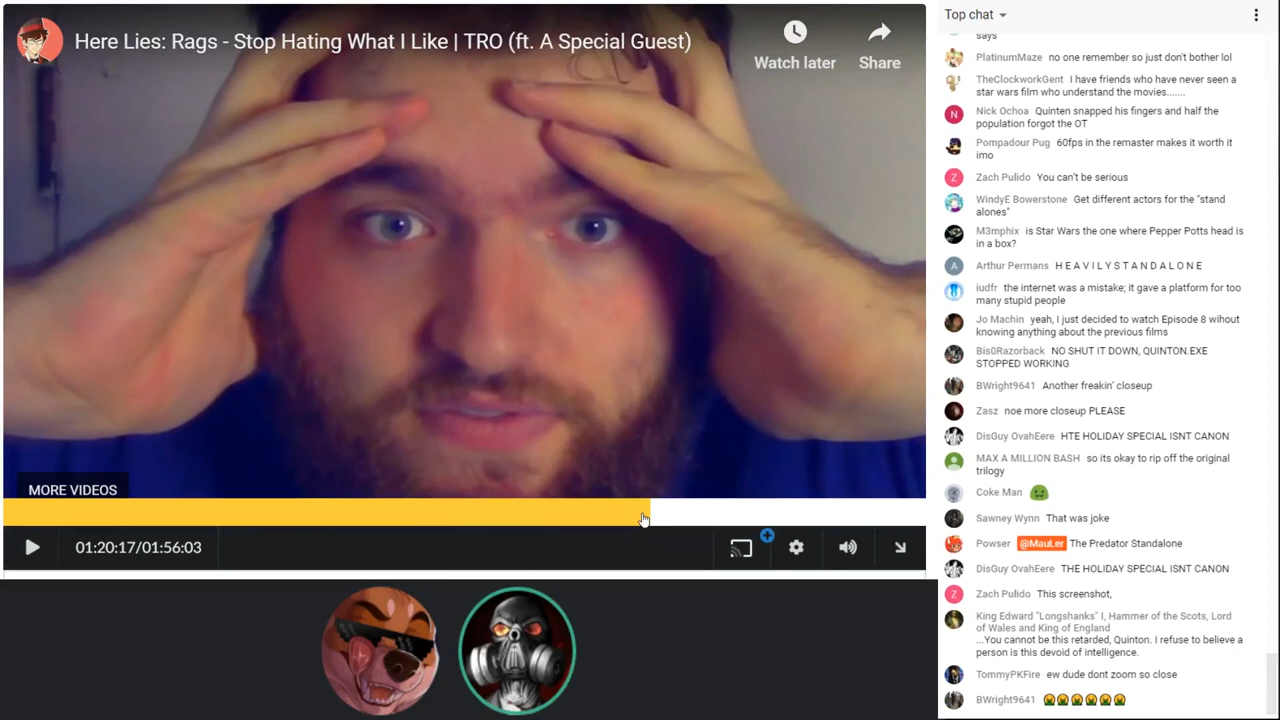 Here Lies: Rags - Stop Hating What I Like | TRO (ft. A Special Guest)
Watch later
Share
MORE VIDEOS
01:20:17/01:56:03
Top chat
says
PlatinumMaze no one remember so just don't bother lol
TheClockworkGent I have friends who have never seen a
star wars film who understand the movies.......
N
Nick Ochoa Quinten snapped his fingers and half the
population forgot the OT
Pompadour Pug 60fps in the remaster makes it worth it
imo
Z
Zach Pulido You can't be serious
WindyE Bowerstone Get different actors for the "stand
alones"
M3mphix is Star Wars the one where Pepper Potts head is
in a box?
A
Arthur Permans H E A V I L Y S T A N D A L O N E
iudfr the internet was a mistake; it gave a platform for too
many stupid people
Jo Machin yeah, I just decided to watch Episode 8 wihout
knowing anything about the previous films
Bis0Razorback NO SHUT IT DOWN, QUINTON.EXE
STOPPED WORKING
BWright9641 Another freakin' closeup
Zasz noe more closeup PLEASE
DisGuy OvahEere HTE HOLIDAY SPECIAL ISNT CANON
MAX A MILLION BASH so its okay to rip off the original
trilogy
Coke Man
Sawney Wynn That was joke
Powser @MauLer The Predator Standalone
DisGuy OvahEere THE HOLIDAY SPECIAL ISNT CANON
Z
Zach Pulido This screenshot,
King Edward "Longshanks" I, Hammer of the Scots, Lord
of Wales and King of England
...You cannot be this retarded, Quinton. I refuse to believe a
person is this devoid of intelligence.
TommyPKFire ew dude dont zoom so close
BWright9641